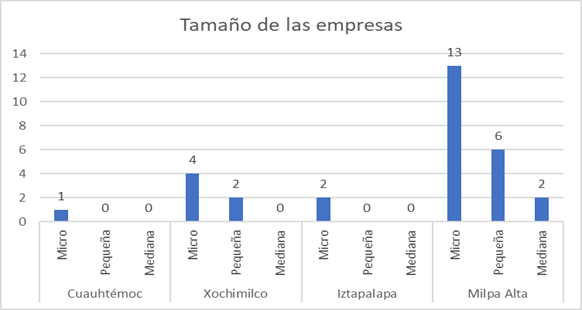 Tamaño de las empresas
14
12
10
8
6
4
2
0
1
0
0
4
2
0
2
0
0
13
6
2
Micro
Pequeña
Mediana
Micro
Pequeña
Mediana
Micro
Pequeña
Mediana
Micro
Pequeña
Mediana
Cuauhtémoc
Xochimilco
Iztapalapa
Milpa Alta